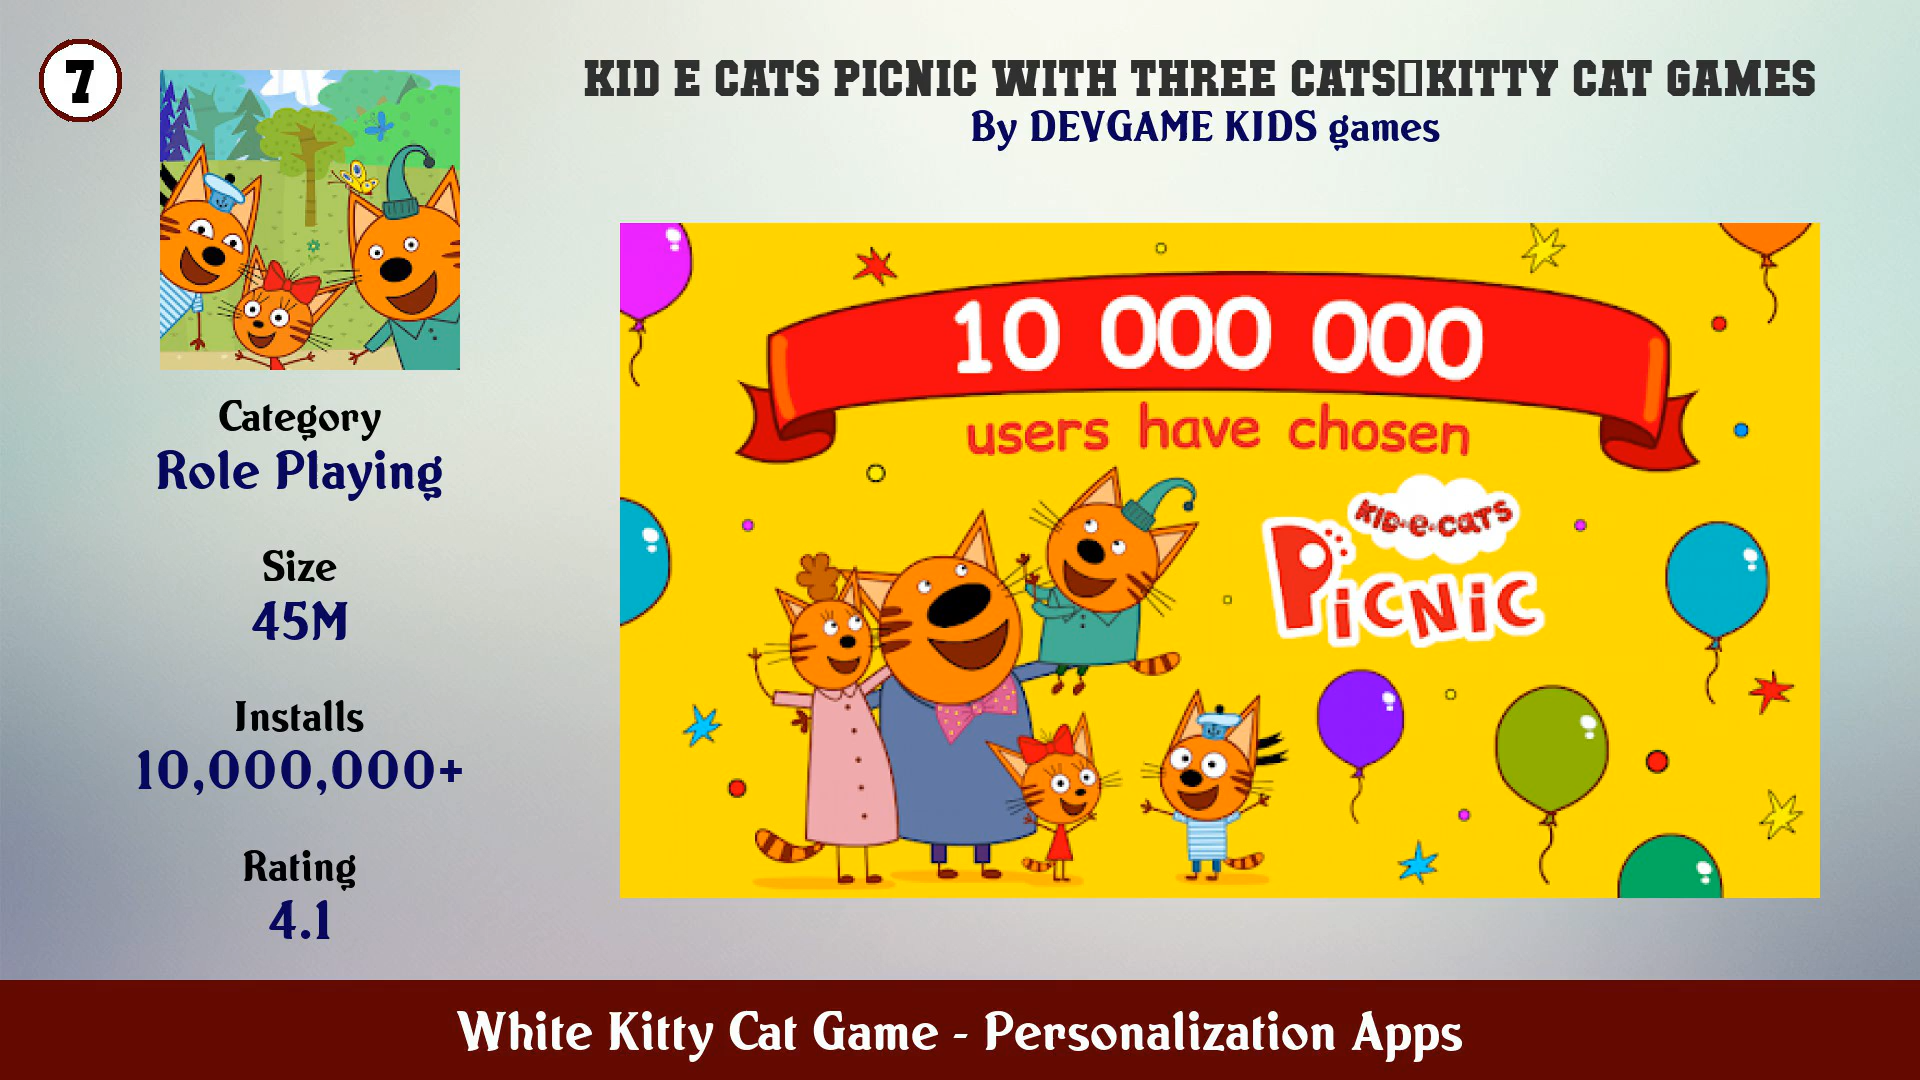 7
KID E CATS PICNIC WITH THREE CATS▯KITTY CAT GAMES
By DEVGAME KIDS games
Category
Role Playing
Size
45M
Installs
10,000,000+
Rating
4.1
10 000 000
users have chosen
KID-E-CATS
PiCNiC
White Kitty Cat Game - Personalization Apps